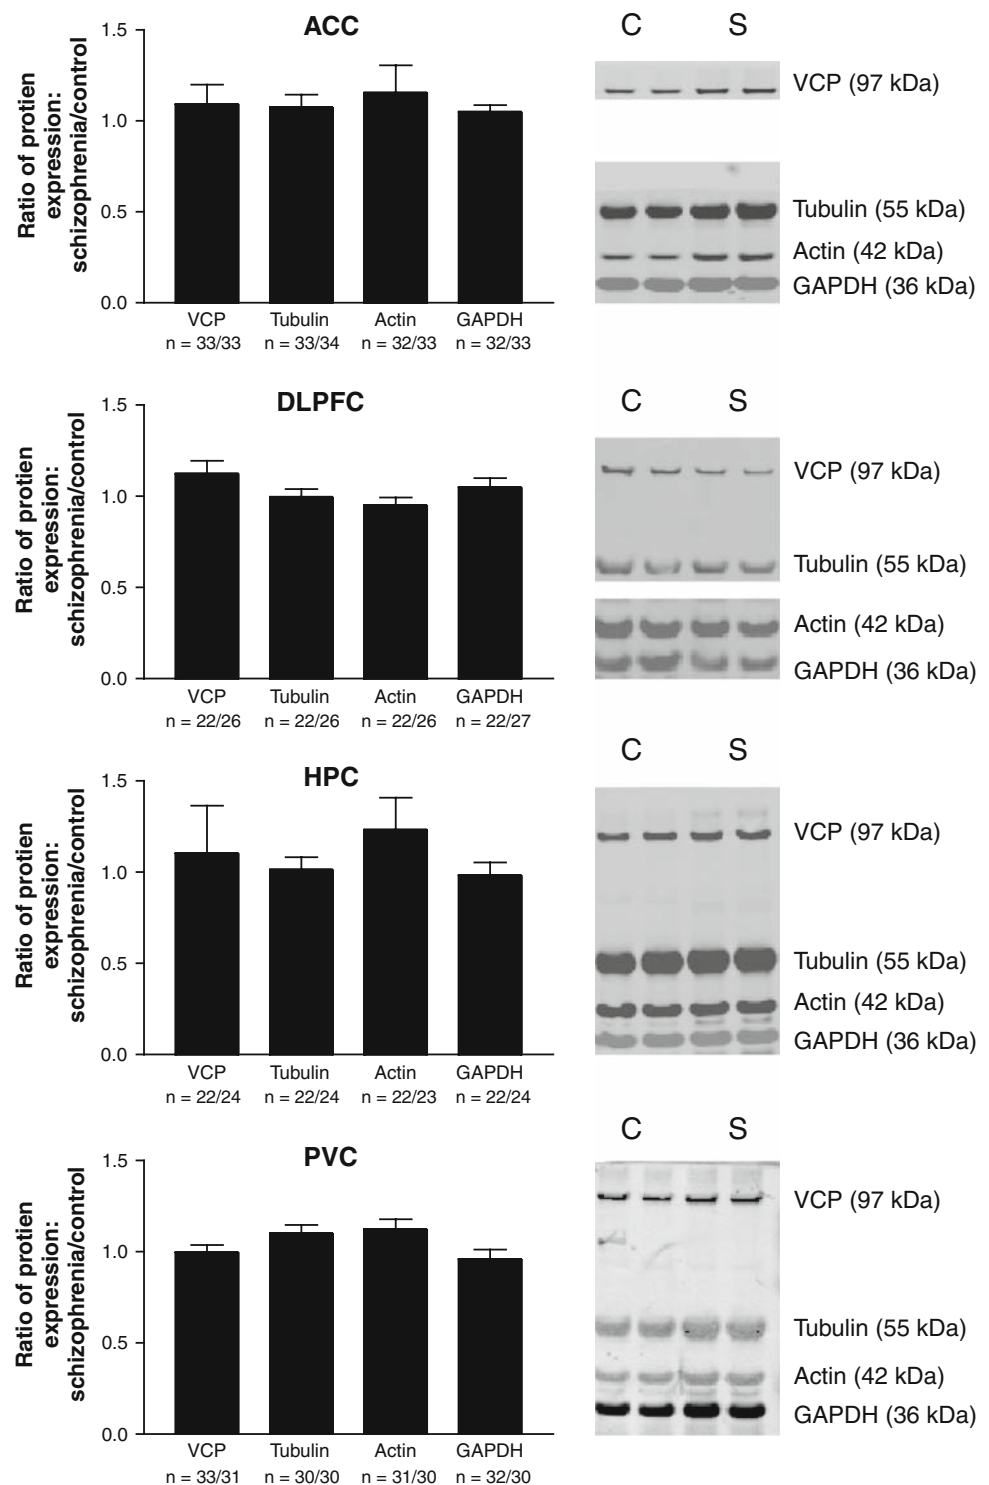 ACC
Ratio of protien
expression:
schizophrenia/control
1.5
1.0
0.5
0.0
VCP Tubulin Actin GAPDH
n = 33/33 n = 33/34 n = 32/33 n = 32/33
C S
VCP (97 kDa)
Tubulin (55 kDa)
Actin (42 kDa)
GAPDH (36 kDa)
DLPFC
Ratio of protien
expression:
schizophrenia/control
1.5
1.0
0.5
0.0
VCP Tubulin Actin GAPDH
n = 22/26 n = 22/26 n = 22/26 n = 22/27
C S
VCP (97 kDa)
Tubulin (55 kDa)
Actin (42 kDa)
GAPDH (36 kDa)
HPC
Ratio of protien
expression:
schizophrenia/control
1.5
1.0
0.5
0.0
VCP Tubulin Actin GAPDH
n = 22/24 n = 22/24 n = 22/23 n = 22/24
C S
VCP (97 kDa)
Tubulin (55 kDa)
Actin (42 kDa)
GAPDH (36 kDa)
PVC
Ratio of protien
expression:
schizophrenia/control
1.5
1.0
0.5
0.0
VCP Tubulin Actin GAPDH
n = 33/31 n = 30/30 n = 31/30 n = 32/30
C S
VCP (97 kDa)
Tubulin (55 kDa)
Actin (42 kDa)
GAPDH (36 kDa)